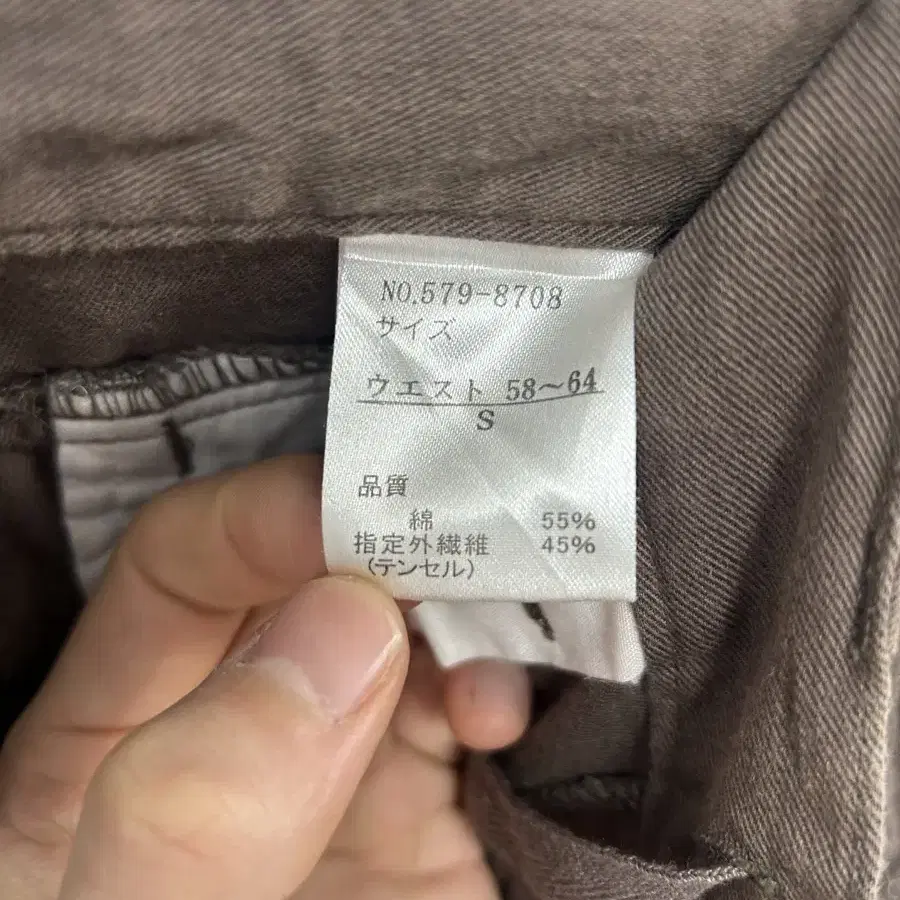 NO.579-8708
サイズ
ウエスト 58～64
S
品質
綿 55%
指定外繊維 45%
(テンセル)